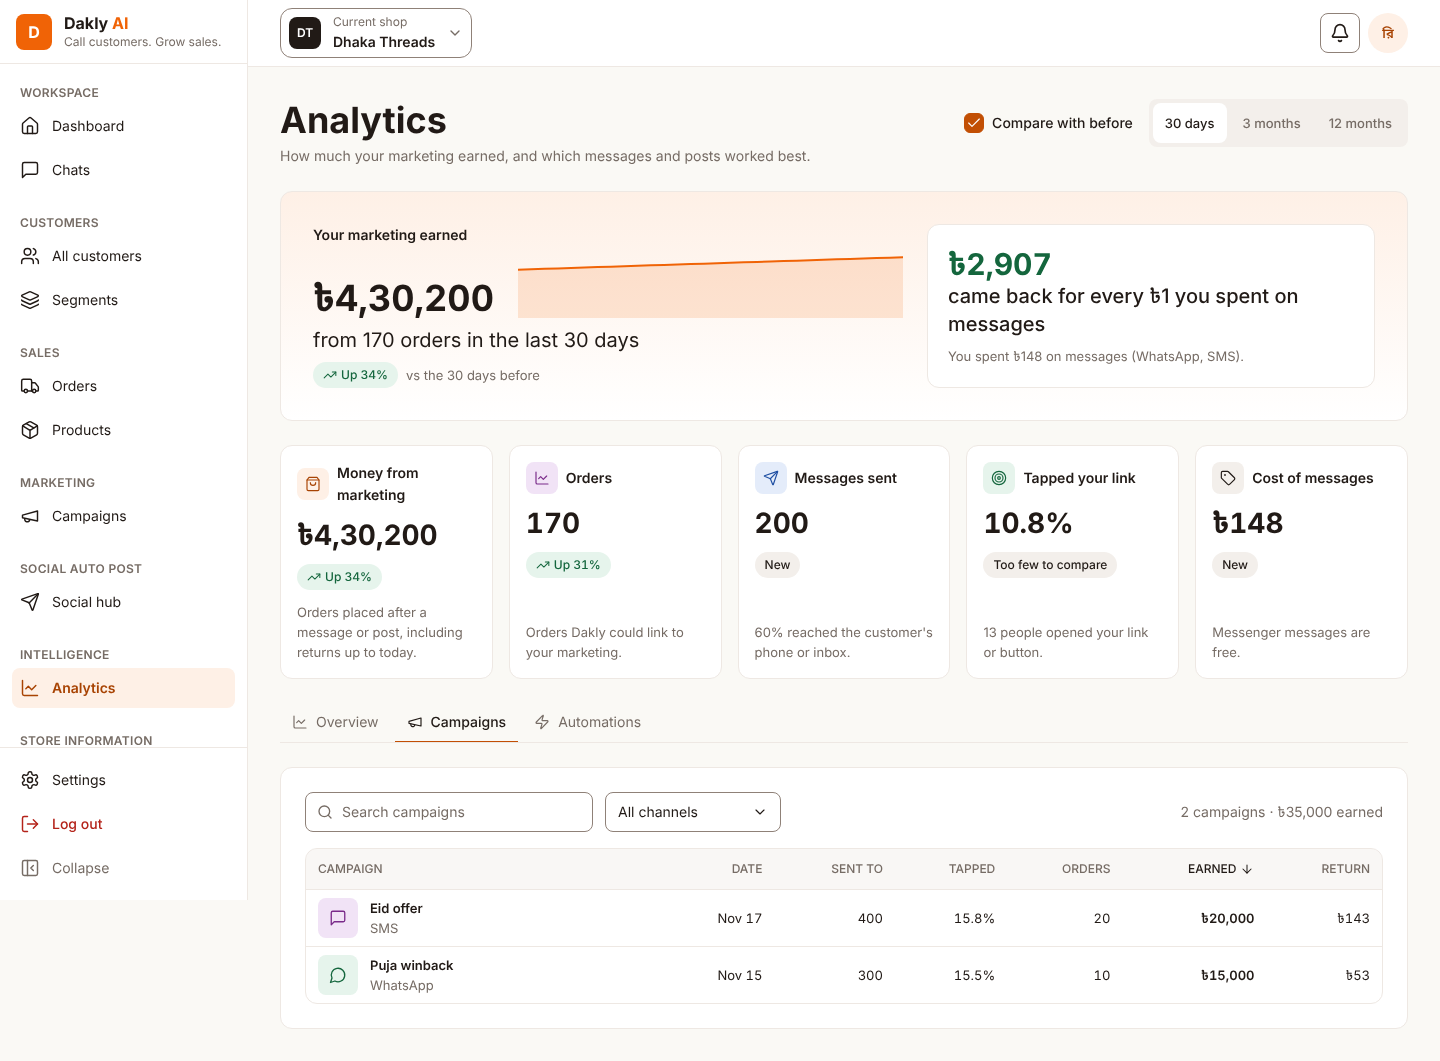 D
Dakly AI
Call customers. Grow sales.
DT
Current shop
Dhaka Threads
রি
WORKSPACE
Dashboard
Chats
CUSTOMERS
All customers
Segments
SALES
Orders
Products
MARKETING
Campaigns
SOCIAL AUTO POST
Social hub
INTELLIGENCE
Analytics
STORE INFORMATION
Settings
Log out
Collapse
Analytics
How much your marketing earned, and which messages and posts worked best.
Compare with before
30 days
3 months
12 months
Your marketing earned
৳4,30,200
from 170 orders in the last 30 days
Up 34% vs the 30 days before
৳2,907
came back for every ৳1 you spent on
messages
You spent ৳148 on messages (WhatsApp, SMS).
Money from
marketing
৳4,30,200
Up 34%
Orders placed after a
message or post, including
returns up to today.
Orders
170
Up 31%
Orders Dakly could link to
your marketing.
Messages sent
200
New
60% reached the customer's
phone or inbox.
Tapped your link
10.8%
Too few to compare
13 people opened your link
or button.
Cost of messages
৳148
New
Messenger messages are
free.
Overview
Campaigns
Automations
Search campaigns
All channels
2 campaigns · ৳35,000 earned
CAMPAIGN DATE SENT TO TAPPED ORDERS EARNED ↓ RETURN
Eid offer
SMS
Nov 17 400 15.8% 20 ৳20,000 ৳143
Puja winback
WhatsApp
Nov 15 300 15.5% 10 ৳15,000 ৳53